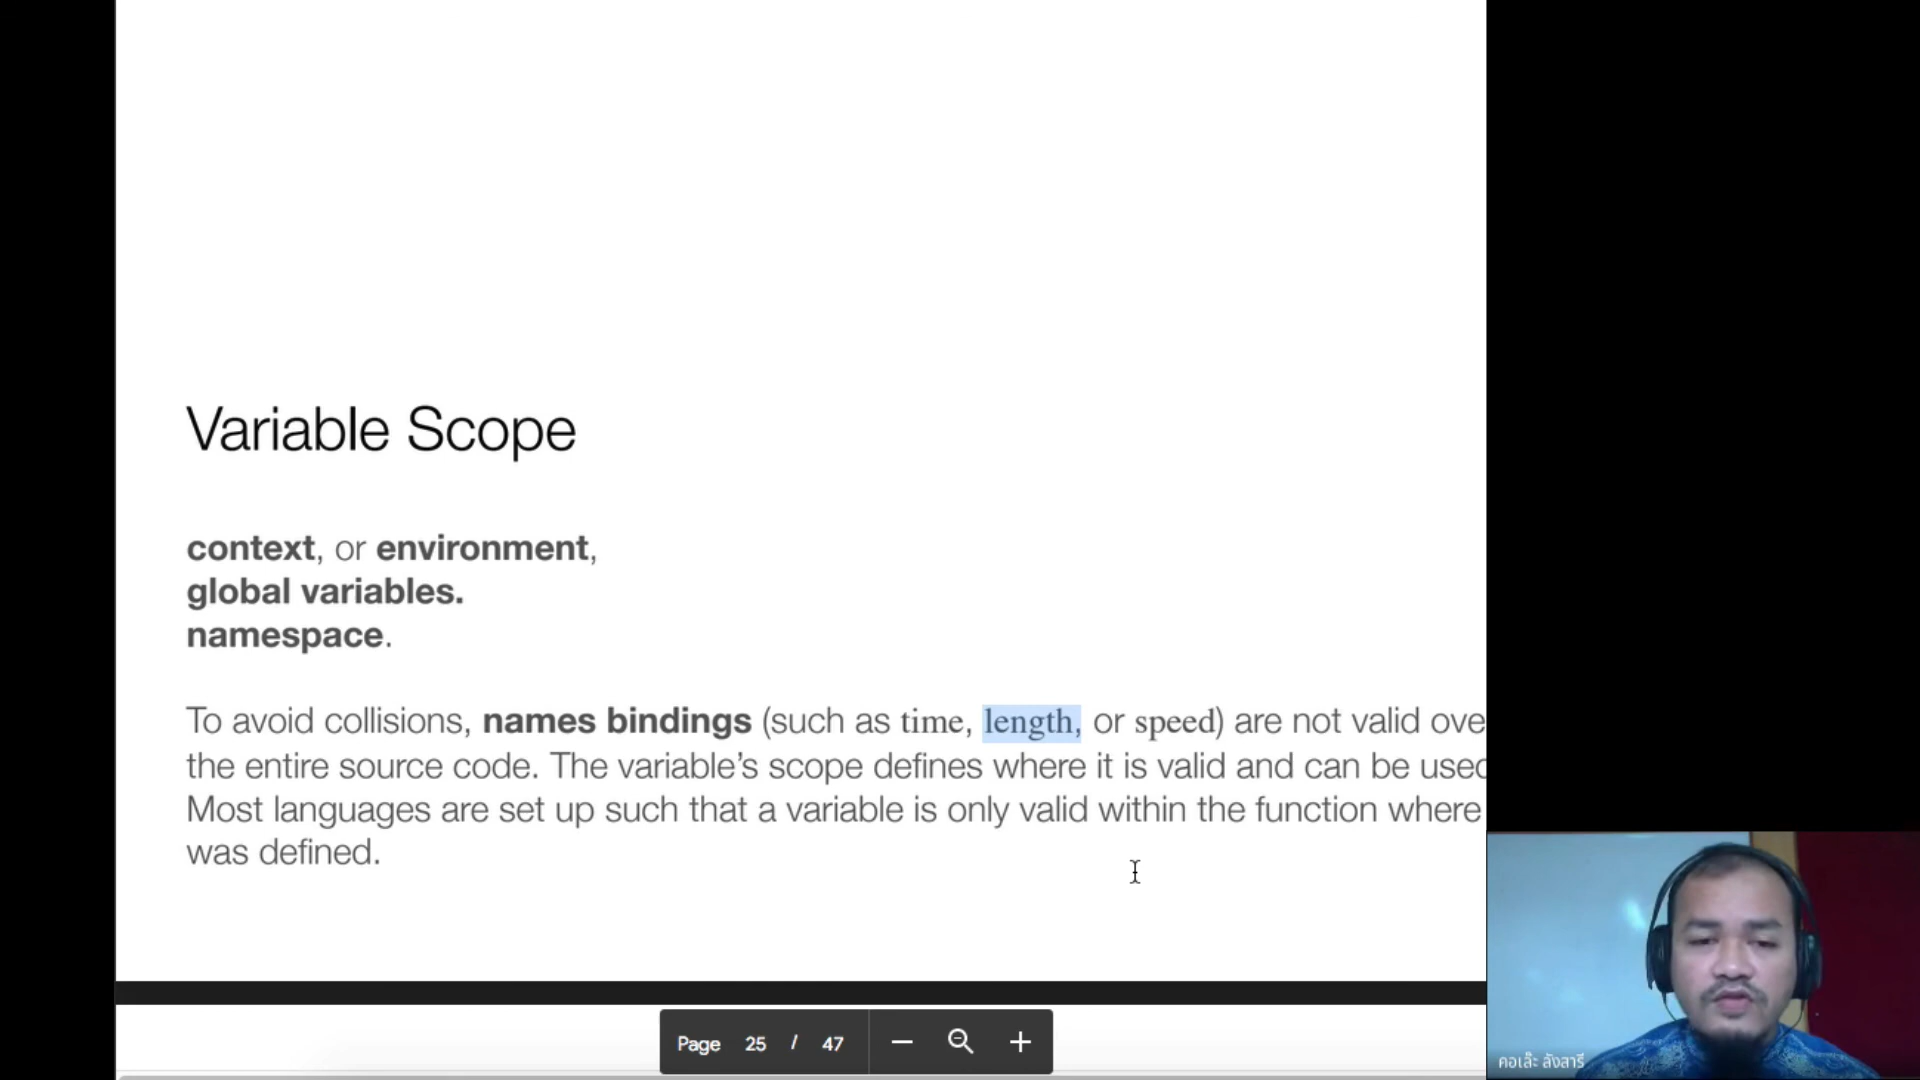 Variable Scope
context, or environment,
global variables.
namespace.
To avoid collisions, names bindings (such as time, length, or speed) are not valid ove
the entire source code. The variable’s scope defines where it is valid and can be used
Most languages are set up such that a variable is only valid within the function where
was defined.
Page 25 / 47
คอเล๊ะ ลังสารี